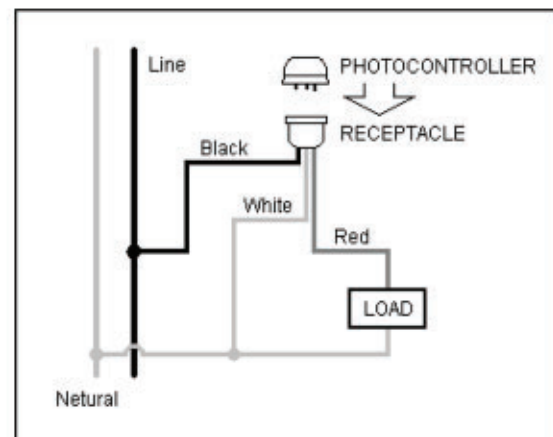 Line
PHOTOCONTROLLER
RECEPTACLE
Black
White
Red
LOAD
Netural